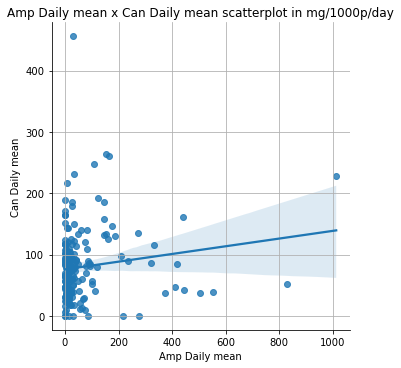 Amp Daily mean x Can Daily mean scatterplot in mg/1000p/day
400
300
200
100
0
Can Daily mean
0 200 400 600 800 1000
Amp Daily mean